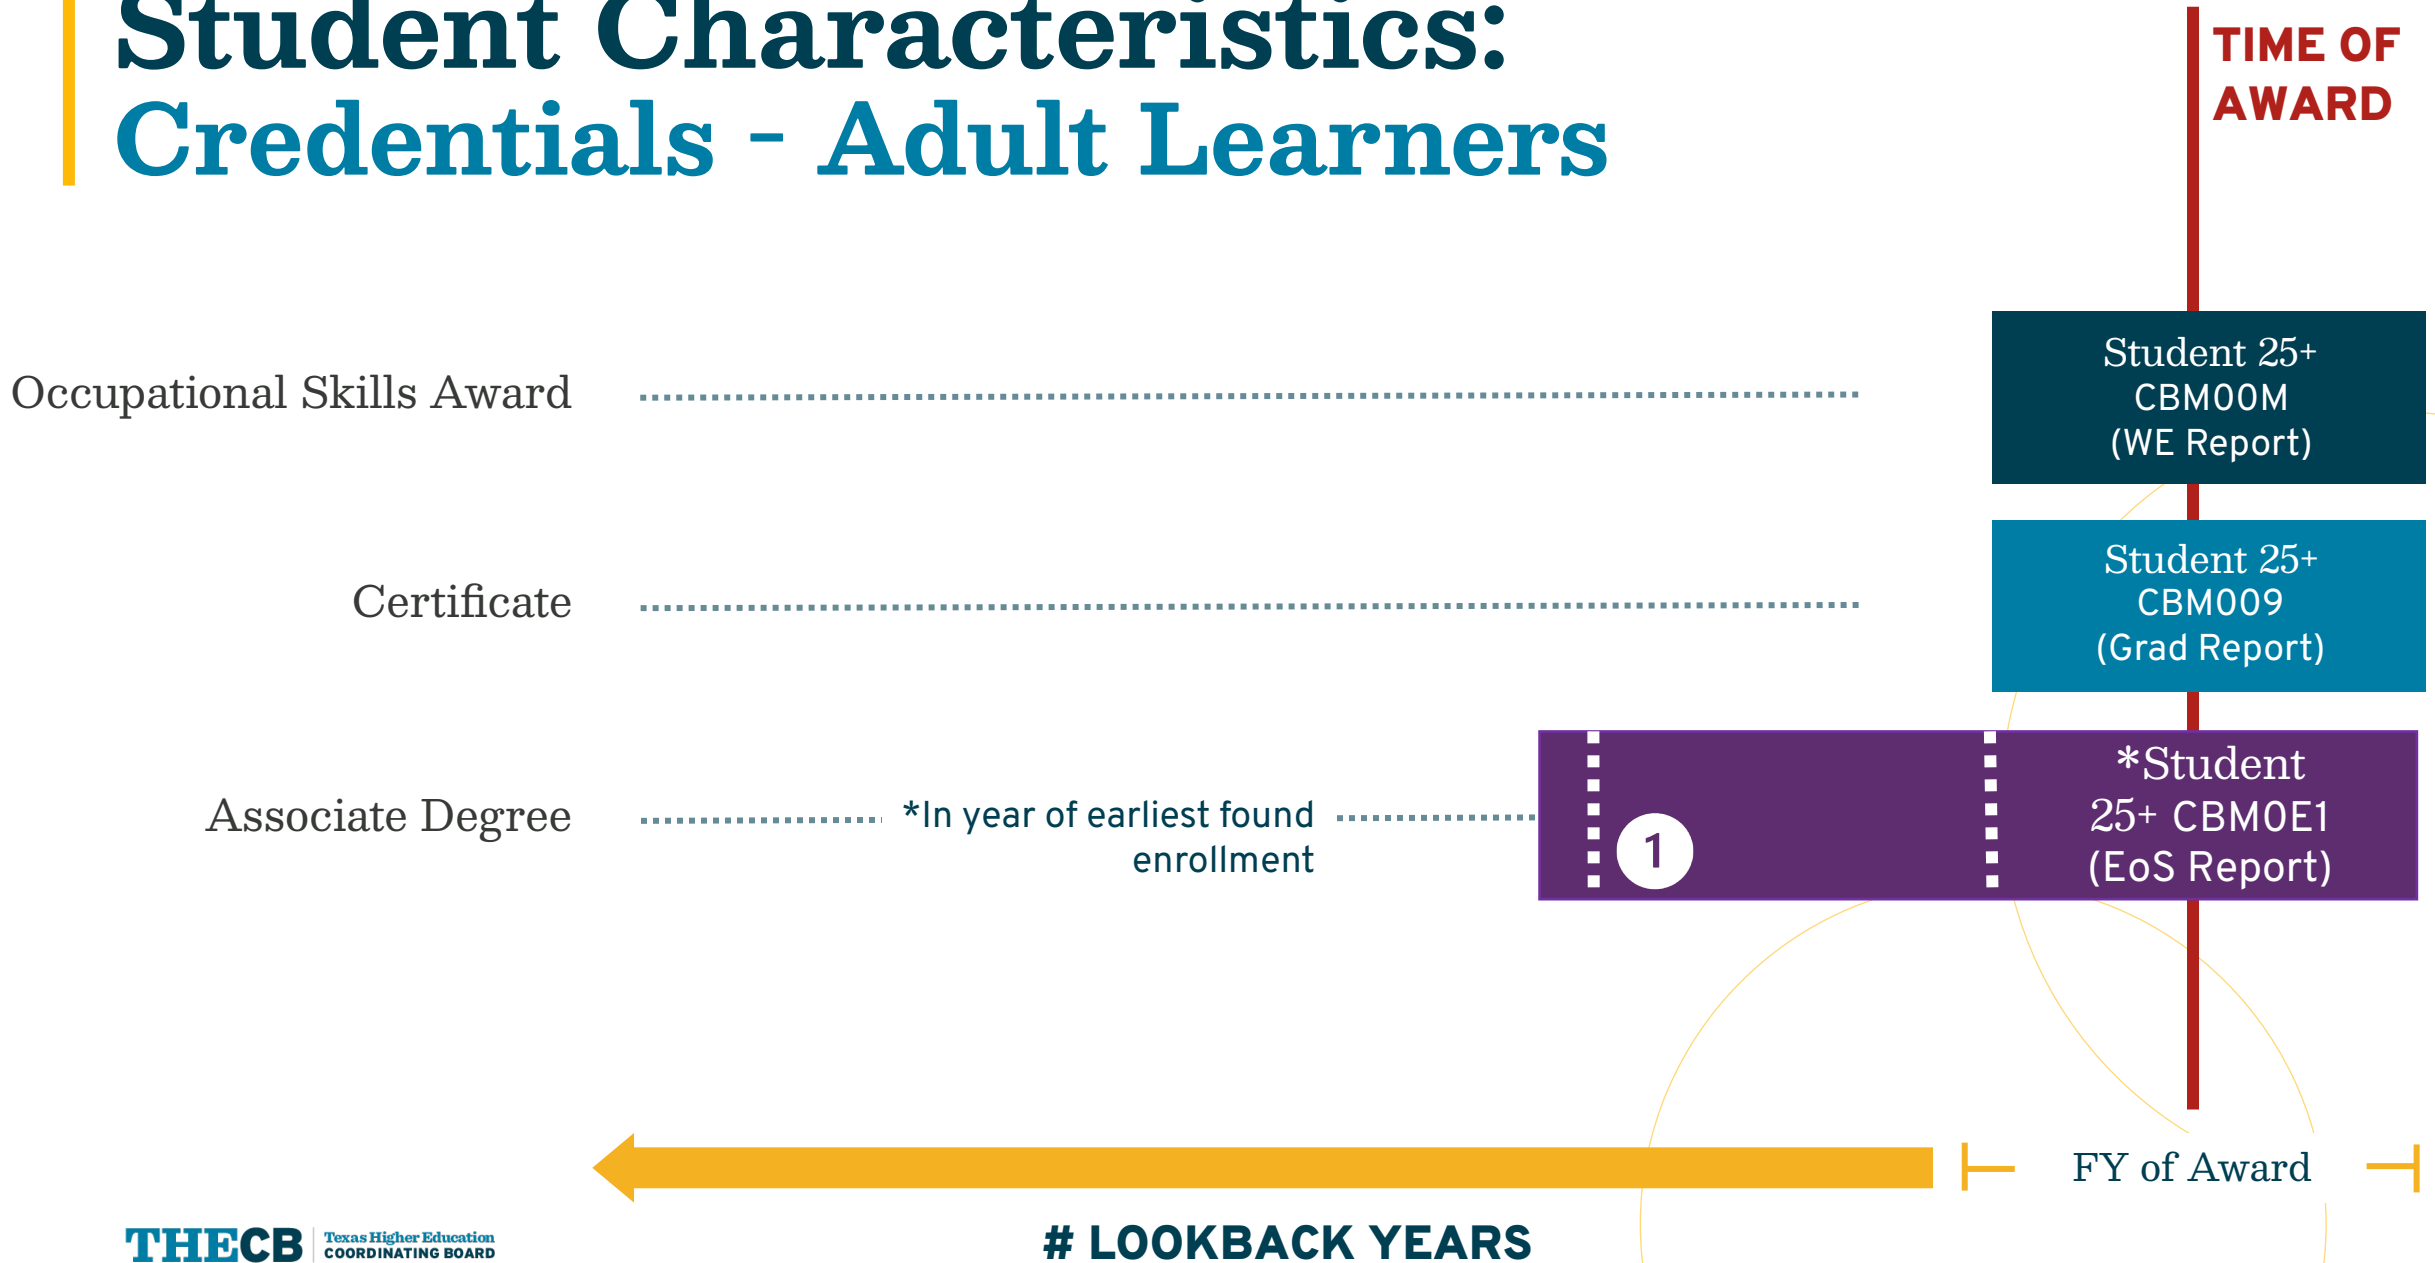 Student Characteristics:
Credentials - Adult Learners
TIME OF
AWARD
Occupational Skills Award
Student 25+
CBM00M
(WE Report)
Certificate
Student 25+
CBM009
(Grad Report)
Associate Degree
*In year of earliest found
enrollment
1
*Student
25+ CBM0E1
(EoS Report)
FY of Award
# LOOKBACK YEARS
THECB
Texas Higher Education
COORDINATING BOARD